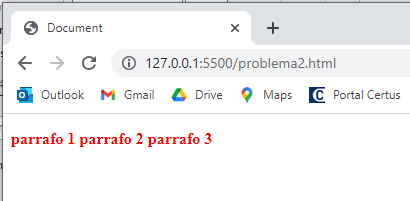 Document
127.0.0.1:5500/problema2.html
Outlook Gmail Drive Maps Portal Certus
parrafo 1 parrafo 2 parrafo 3